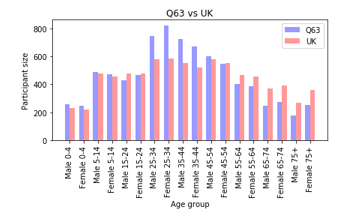 Q63 vs UK
Q63
UK
Participant size
800
600
400
200
0
Male 0-4
Female 0-4
Male 5-14
Female 5-14
Male 15-24
Female 15-24
Male 25-34
Female 25-34
Male 35-44
Female 35-44
Male 45-54
Female 45-54
Male 55-64
Female 55-64
Male 65-74
Female 65-74
Male 75+
Female 75+
Age group